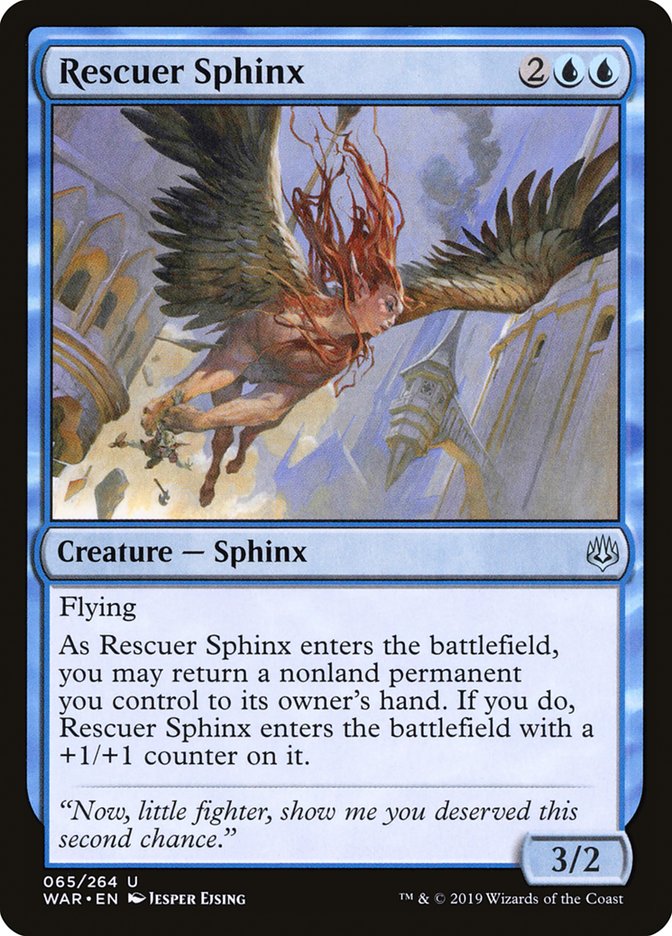 Rescuer Sphinx 2
Creature — Sphinx
Flying
As Rescuer Sphinx enters the battlefield,
you may return a nonland permanent
you control to its owner's hand. If you do,
Rescuer Sphinx enters the battlefield with a
+1/+1 counter on it.
“Now, little fighter, show me you deserved this
second chance.”
3/2
065/264 U
WAR • EN Jesper Ejsing
™ & © 2019 Wizards of the Coast